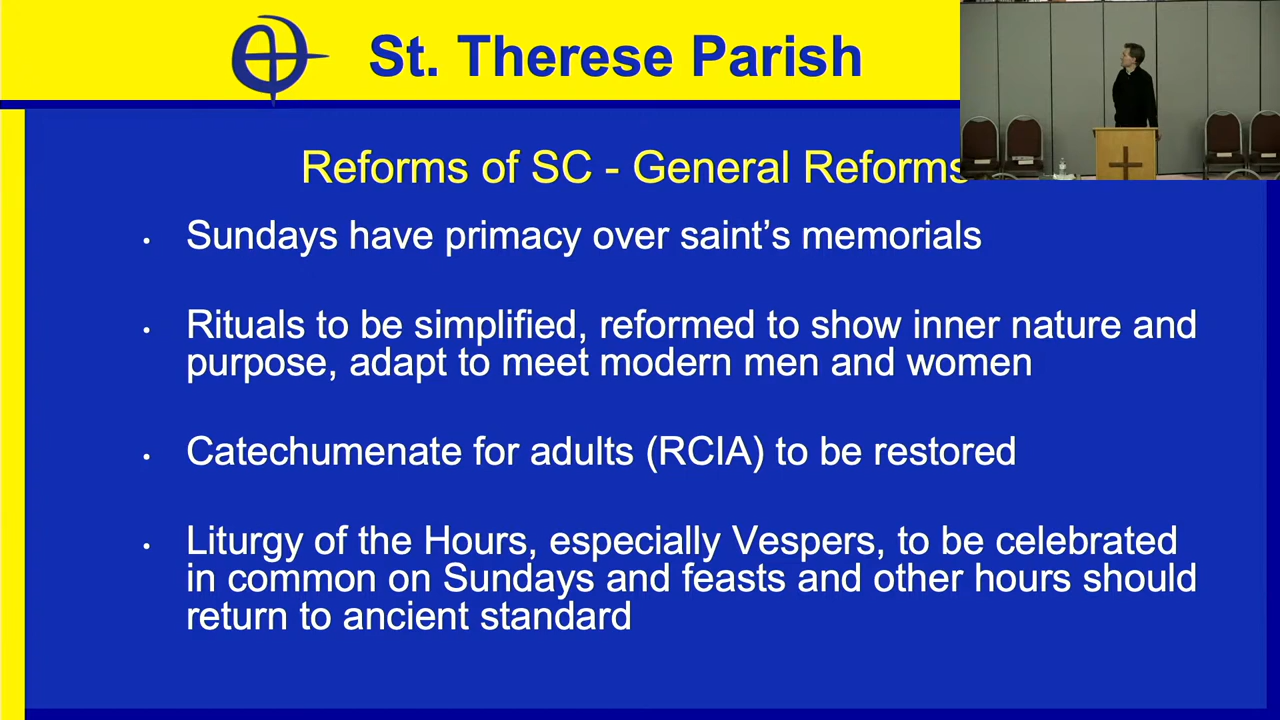 St. Therese Parish
Reforms of SC - General Reforms
• Sundays have primacy over saint’s memorials
• Rituals to be simplified, reformed to show inner nature and
purpose, adapt to meet modern men and women
• Catechumenate for adults (RCIA) to be restored
• Liturgy of the Hours, especially Vespers, to be celebrated
in common on Sundays and feasts and other hours should
return to ancient standard